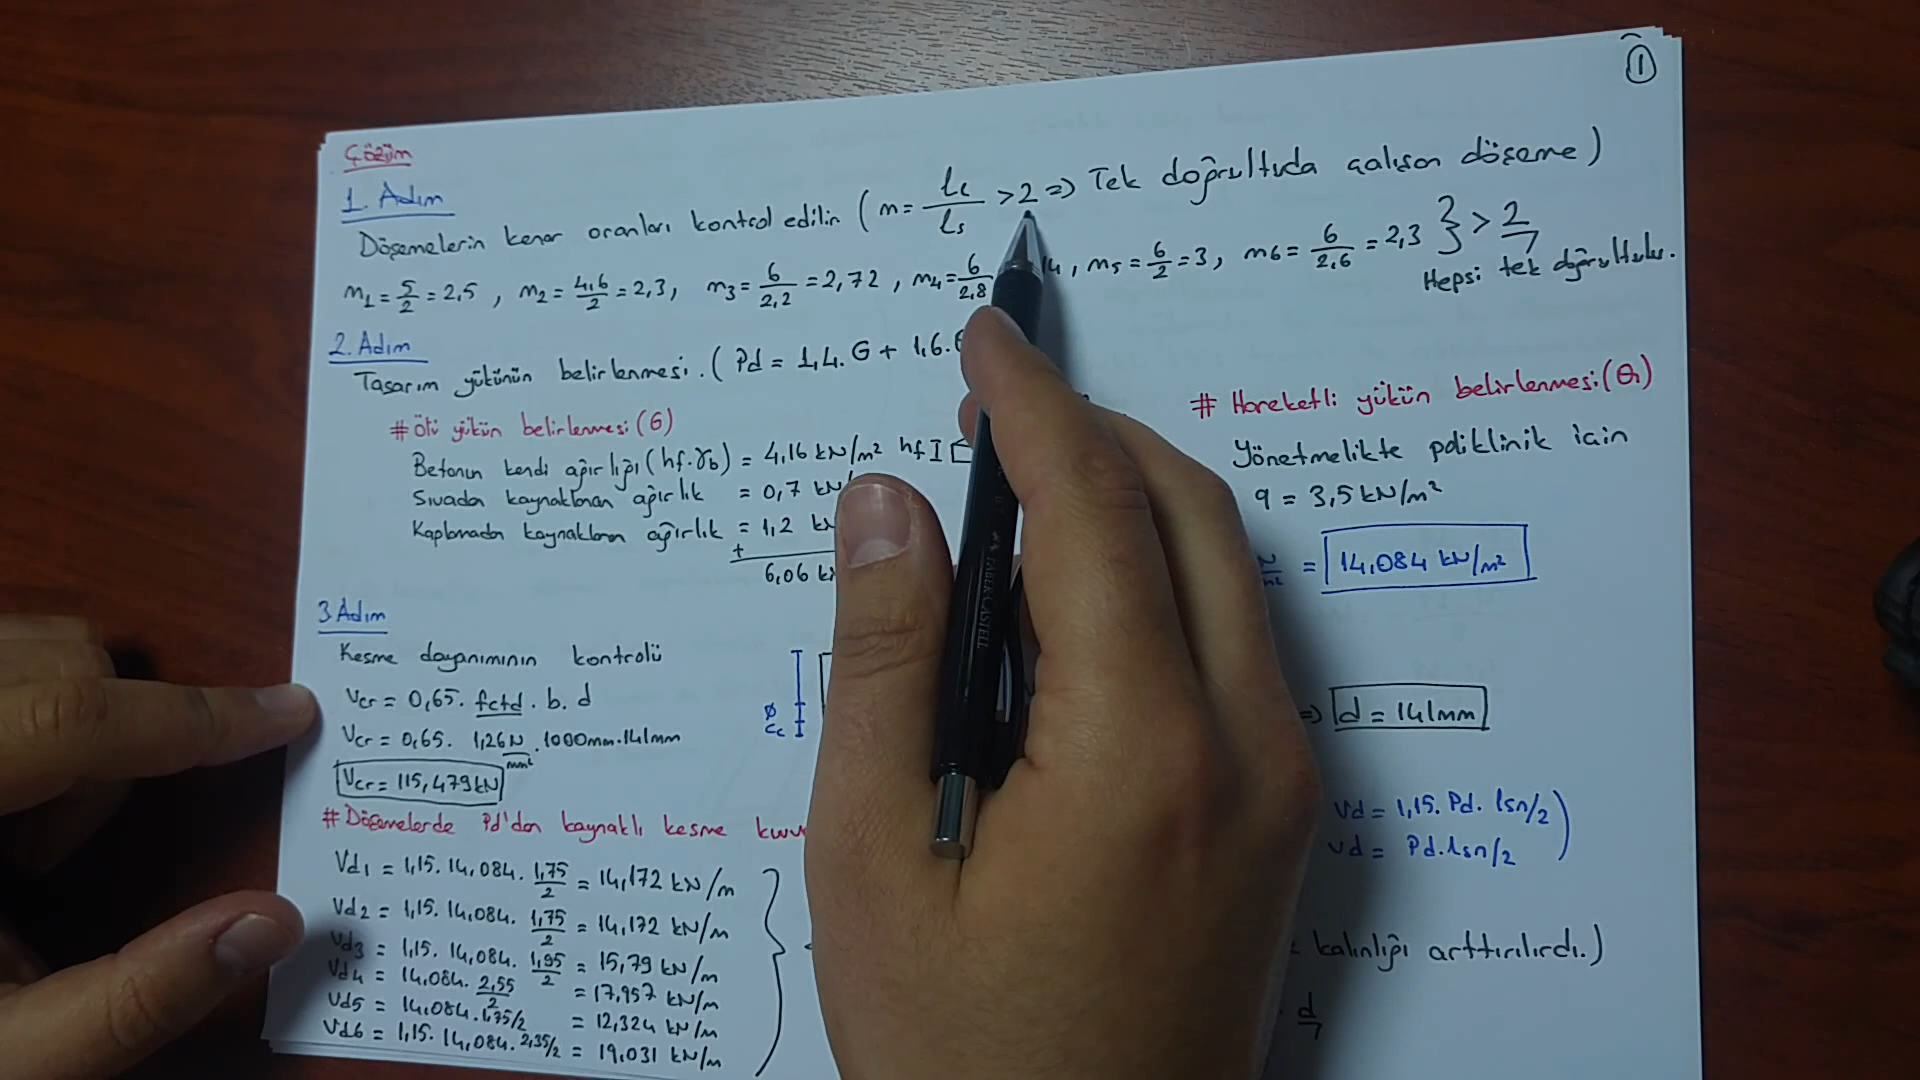 1
Çözüm
1. Adım
Döşemelerin kenar oranları kontrol edilir ( m = ll / ls > 2 => Tek doğrultuda çalışan döşeme )
m1 = 5/2 = 2,5 , m2 = 4,6/2 = 2,3 , m3 = 6/2,2 = 2,72 , m4 = 6/2,8 14 , m5 = 6/2 = 3 , m6 = 6/2,6 = 2,3 } > 2
Hepsi tek doğrultulu.
2. Adım
Tasarım yükünün belirlenmesi . ( Pd = 1,4 . G + 1,6 .
# Ölü yükün belirlenmesi (G)
Betonun kendi ağırlığı (hf.γb) = 4,16 kN/m² hf
Sıvadan kaynaklanan ağırlık = 0,7 kN/
Kaplamadan kaynaklanan ağırlık = 1,2 k
+
6,06 k
# Hareketli yükün belirlenmesi (Q)
Yönetmelikte poliklinik için
q = 3,5 kN/m²
= 14,084 kN/m²
3.Adım
Kesme dayanımının kontrolü
Vcr = 0,65 . fctd . b . d
Vcr = 0,65 . 1,26 N/mm² . 1000mm . 141mm
Vcr = 115,479 kN
ø
Cc
=> d = 141mm
# Döşemelerde Pd'den kaynaklı kesme kuvv
Vd = 1,15 . Pd . lsn/2
Vd = Pd . lsn/2
Vd1 = 1,15 . 14,084 . 1,75/2 = 14,172 kN/m
Vd2 = 1,15 . 14,084 . 1,75/2 = 14,172 kN/m
Vd3 = 1,15 . 14,084 . 1,95/2 = 15,79 kN/m
Vd4 = 14,084 . 2,55/2 = 17,957 kN/m
Vd5 = 14,084 . 1,75/2 = 12,324 kN/m
Vd6 = 1,15 . 14,084 . 2,35/2 = 19,031 kN/m
kalınlığı arttırılırdı.)
d
FABER-CASTELL